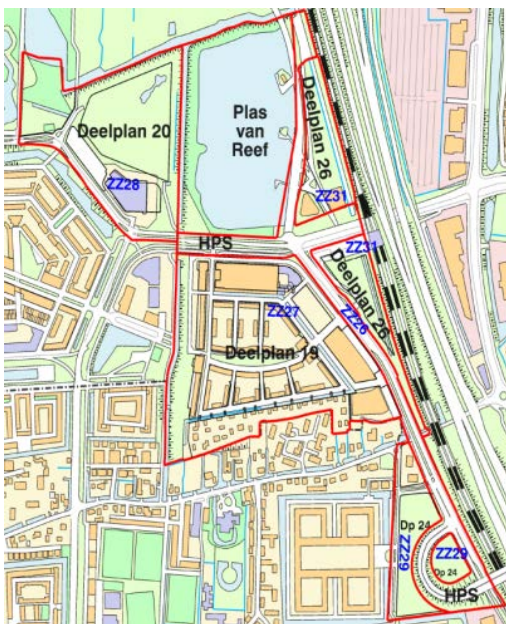 Deelplan 20
Plas
van
Reef
Deelplan 26
ZZ28
ZZ31
HPS
ZZ31
Deelplan 26
ZZ26
ZZ27
Deelplan 19
Dp 24
ZZ29
ZZ29
Dp 24
HPS